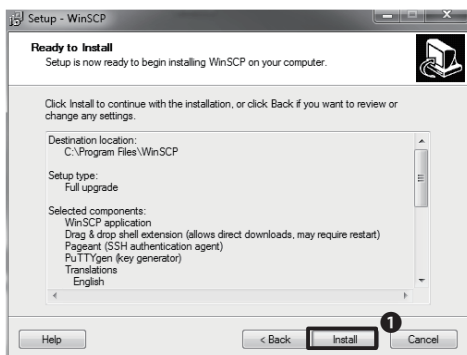 Setup - WinSCP
Ready to Install
Setup is now ready to begin installing WinSCP on your computer.
Click Install to continue with the installation, or click Back if you want to review or
change any settings.
Destination location:
C:\Program Files\WinSCP
Setup type:
Full upgrade
Selected components:
WinSCP application
Drag & drop shell extension (allows direct downloads, may require restart)
Pageant (SSH authentication agent)
PuTTYgen (key generator)
Translations
English
1
Help
< Back
Install
Cancel